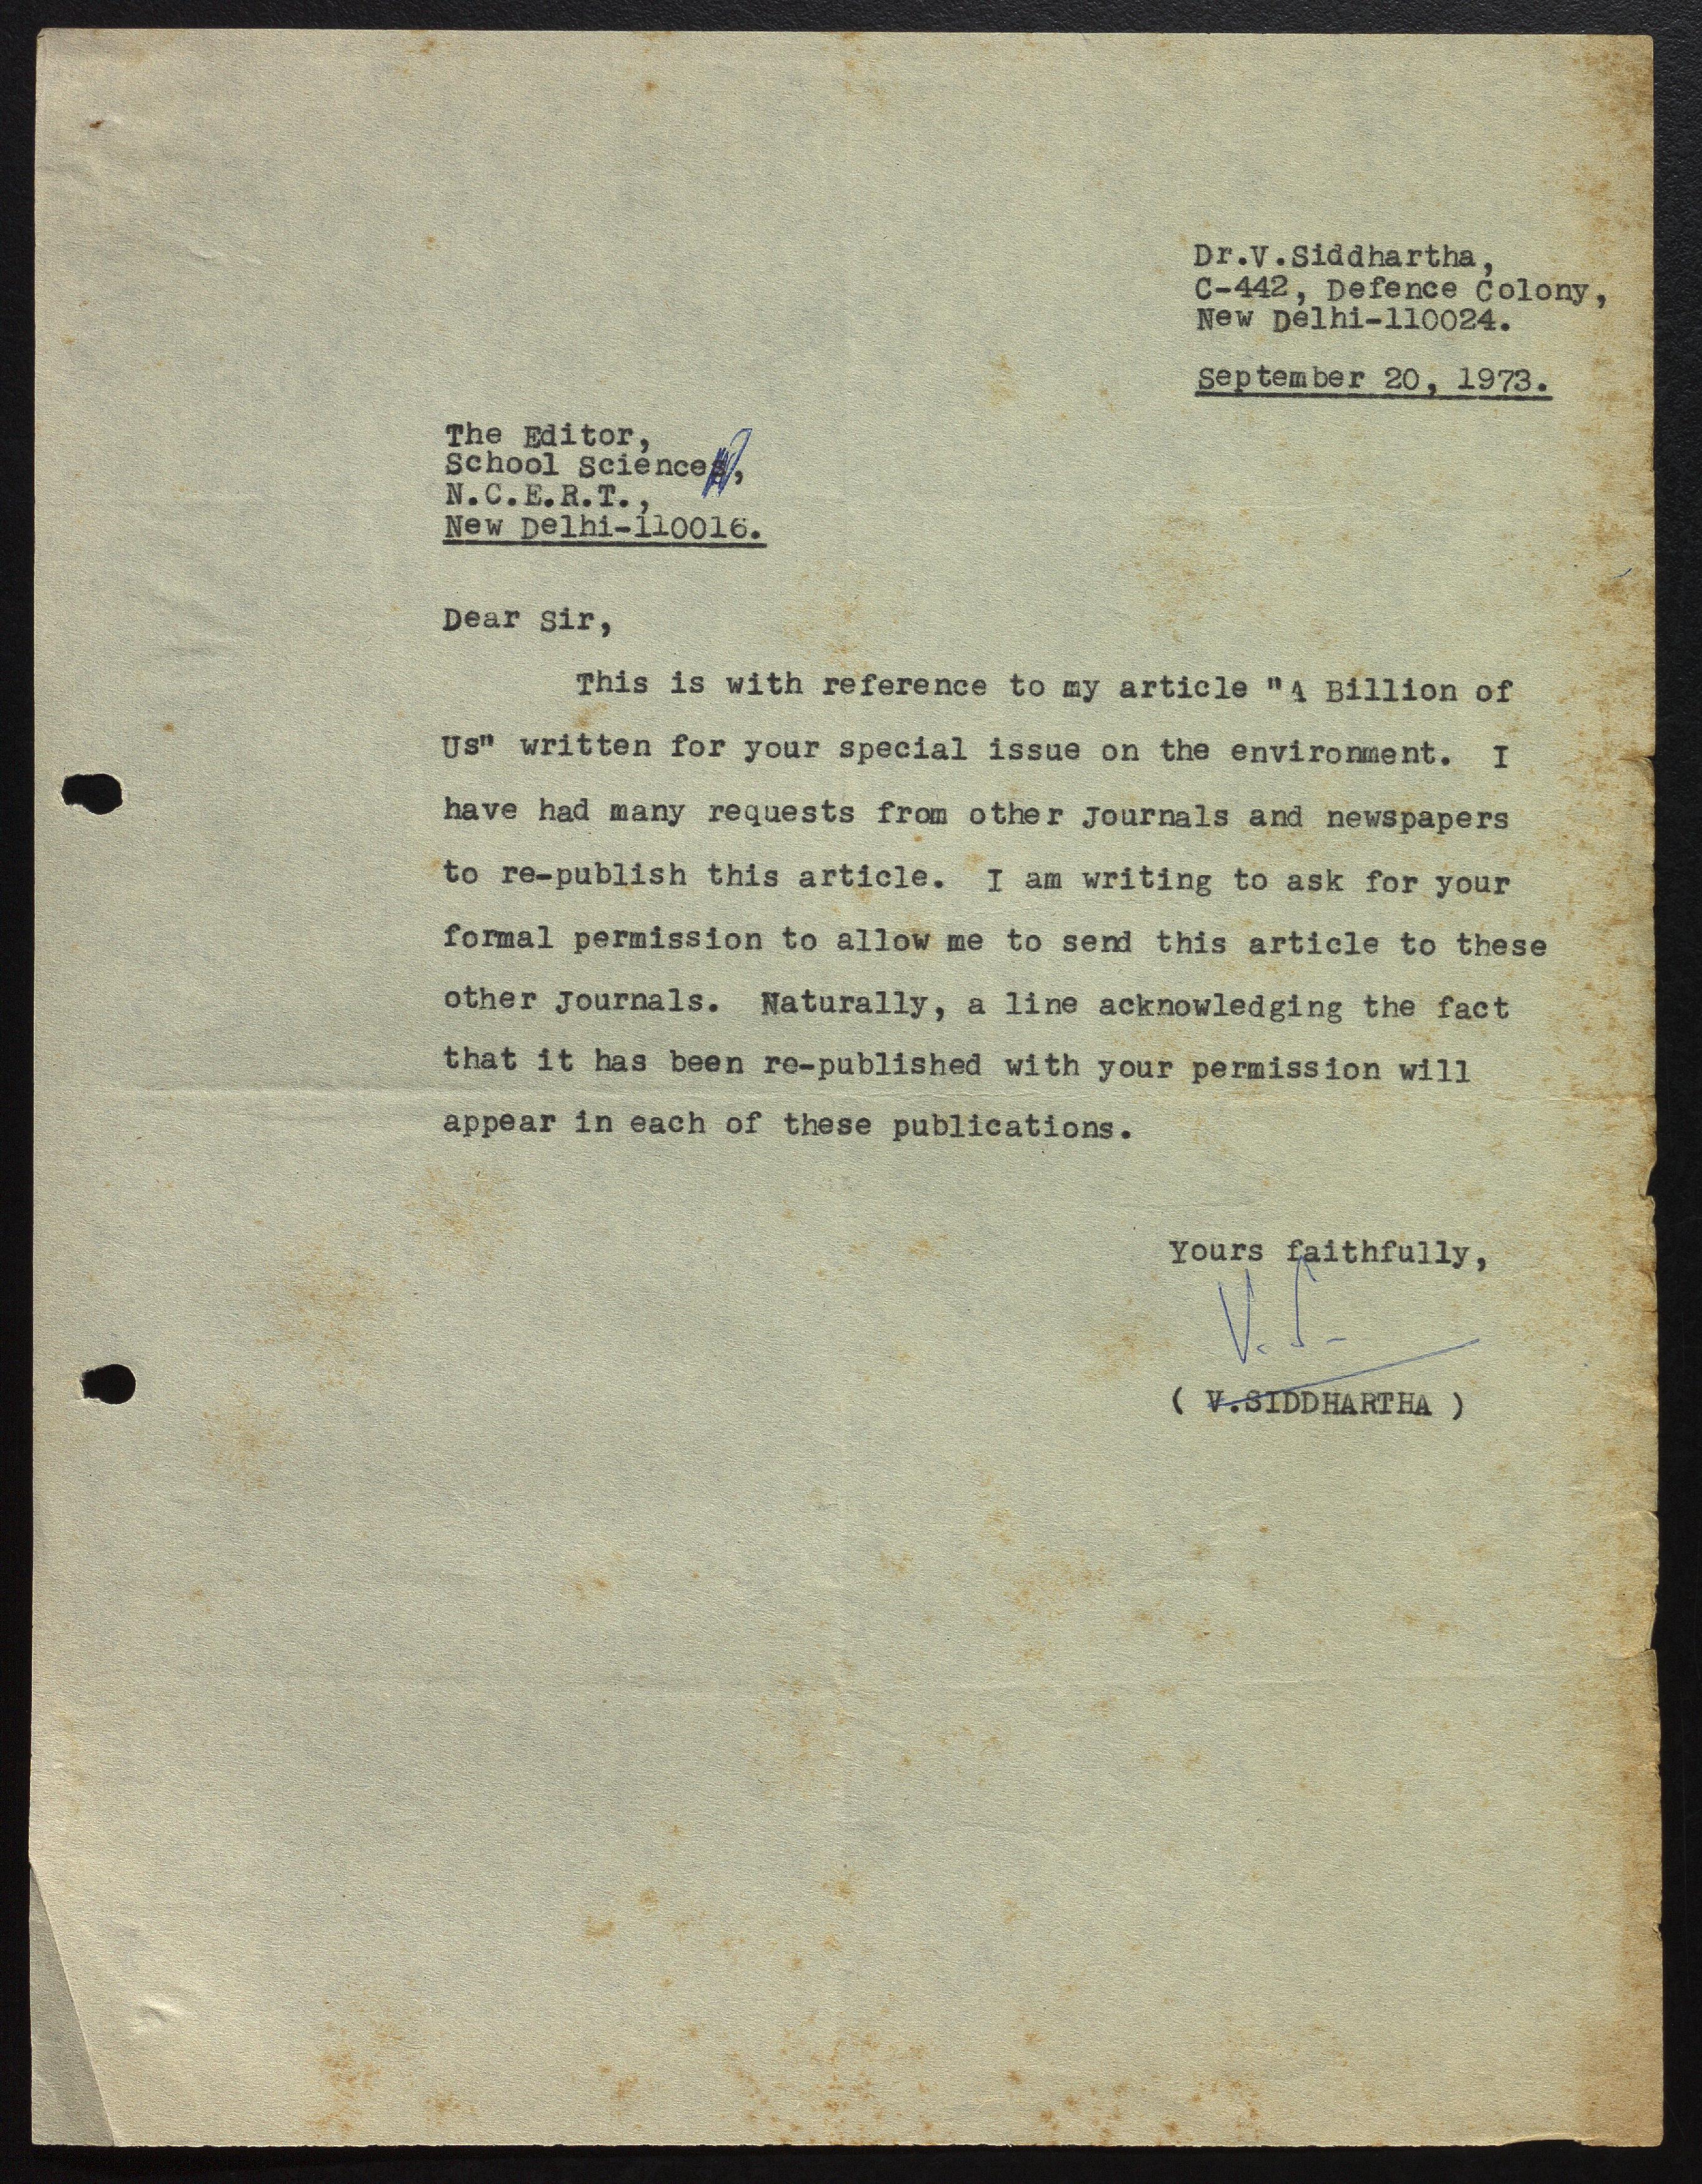 Dr.V.Siddhartha,
C-442, Defence Colony,
New Delhi-110024.
September 20, 1973.
The Editor,
School Science,
N.C.E.R.T.,
New Delhi-110016.
Dear Sir,
This is with reference to my article "A Billion of
Us" written for your special issue on the environment. I
have had many requests from other Journals and newspapers
to re-publish this article. I am writing to ask for your
formal permission to allow me to send this article to these
other Journals. Naturally, a line acknowledging the fact
that it has been re-published with your permission will
appear in each of these publications.
Yours faithfully,
V. S.
( V.SIDDHARTHA )